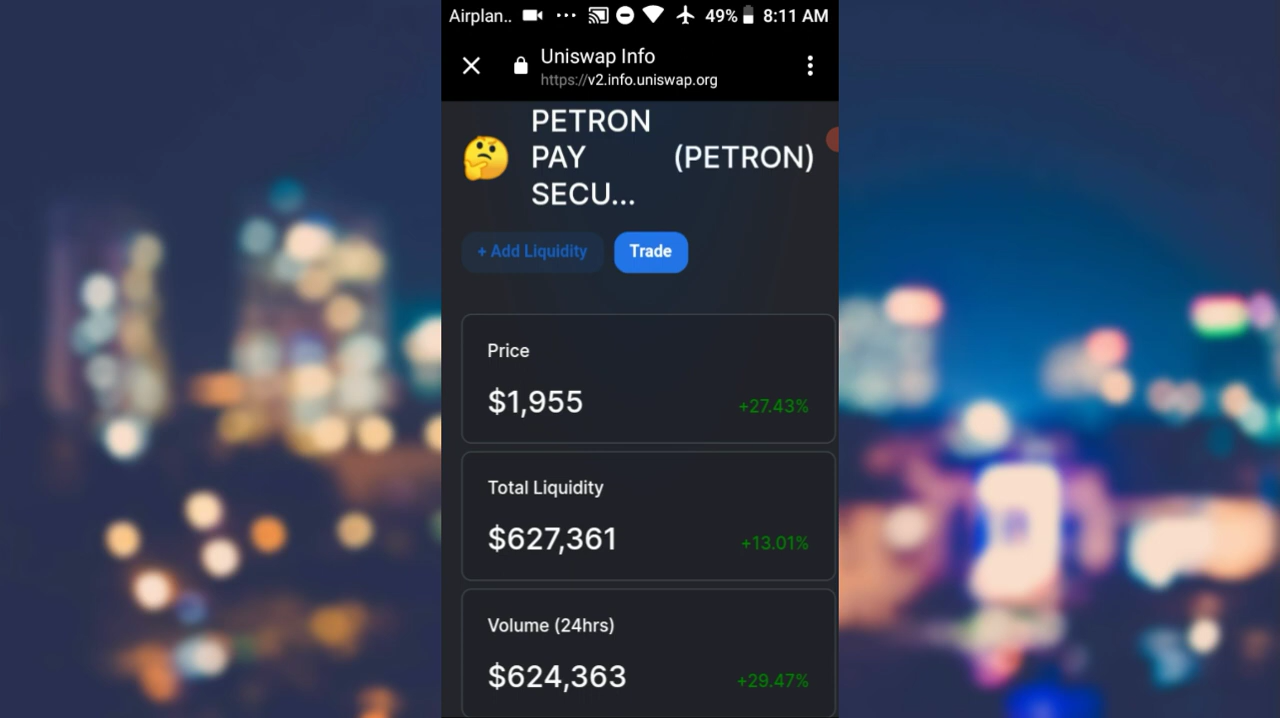 Airplan.. ... 49% 8:11 AM
Uniswap Info
https://v2.info.uniswap.org
PETRON
PAY (PETRON)
SECU...
+ Add Liquidity Trade
Price
$1,955 +27.43%
Total Liquidity
$627,361 +13.01%
Volume (24hrs)
$624,363 +29.47%